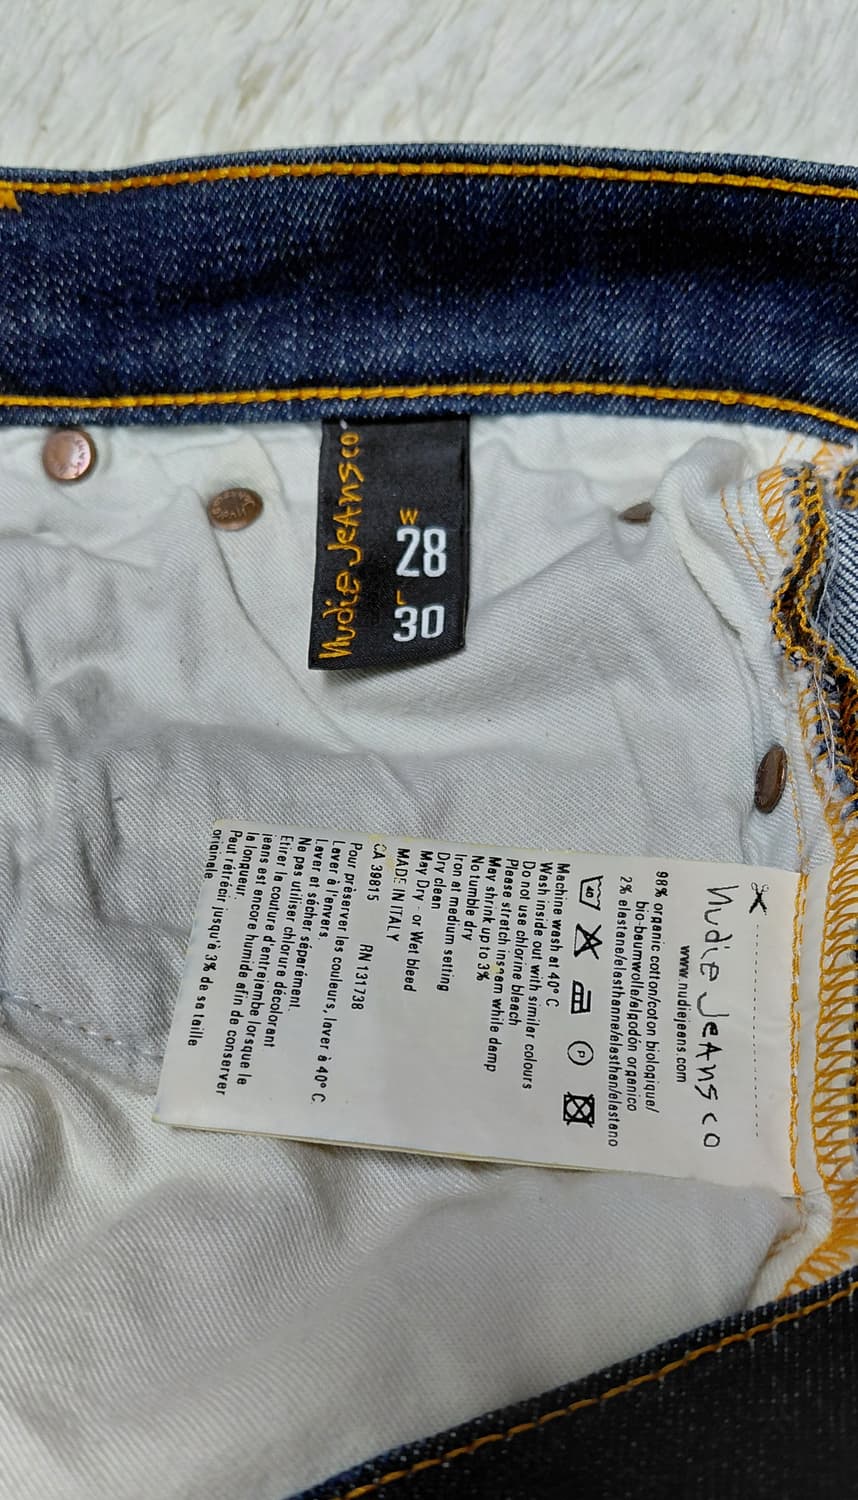 Nudie Jeans co
W
28
L
30
Nudie Jeans co
www.nudiejeans.com
98% organic cotton/coton biologique/
bio-baumwolle/algodón organico
2% elastane/elasthanne/elasthan/elastano
40
P
Machine wash at 40° C
Wash inside out with similar colours
Do not use chlorine bleach
Please stretch inseam while damp
May shrink up to 3%
No tumble dry
Iron at medium setting
Dry clean
May Dry - or Wet bleed
MADE IN ITALY
CA 39815 RN 131738
Pour préserver les couleurs, laver à 40° C.
Laver à l'envers.
Laver et sécher séparément.
Ne pas utiliser chlorure décolorant
Etirer la couture d'entrejambe lorsque le
jeans est encore humide afin de conserver
la longueur.
Peut rétrécir jusqu'à 3% de sa taille
originale